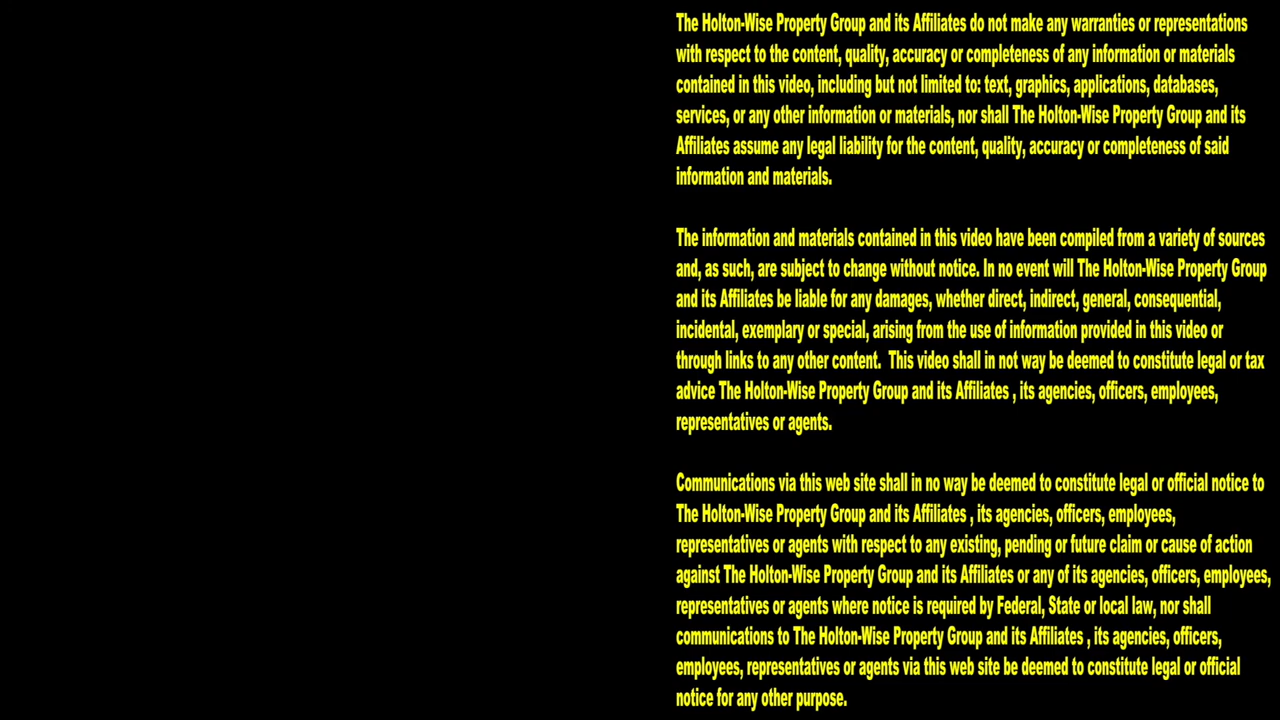 The Holton-Wise Property Group and its Affiliates do not make any warranties or representations
with respect to the content, quality, accuracy or completeness of any information or materials
contained in this video, including but not limited to: text, graphics, applications, databases,
services, or any other information or materials, nor shall The Holton-Wise Property Group and its
Affiliates assume any legal liability for the content, quality, accuracy or completeness of said
information and materials.
The information and materials contained in this video have been compiled from a variety of sources
and, as such, are subject to change without notice. In no event will The Holton-Wise Property Group
and its Affiliates be liable for any damages, whether direct, indirect, general, consequential,
incidental, exemplary or special, arising from the use of information provided in this video or
through links to any other content.  This video shall in not way be deemed to constitute legal or tax
advice The Holton-Wise Property Group and its Affiliates , its agencies, officers, employees,
representatives or agents.
Communications via this web site shall in no way be deemed to constitute legal or official notice to
The Holton-Wise Property Group and its Affiliates , its agencies, officers, employees,
representatives or agents with respect to any existing, pending or future claim or cause of action
against The Holton-Wise Property Group and its Affiliates or any of its agencies, officers, employees,
representatives or agents where notice is required by Federal, State or local law, nor shall
communications to The Holton-Wise Property Group and its Affiliates , its agencies, officers,
employees, representatives or agents via this web site be deemed to constitute legal or official
notice for any other purpose.